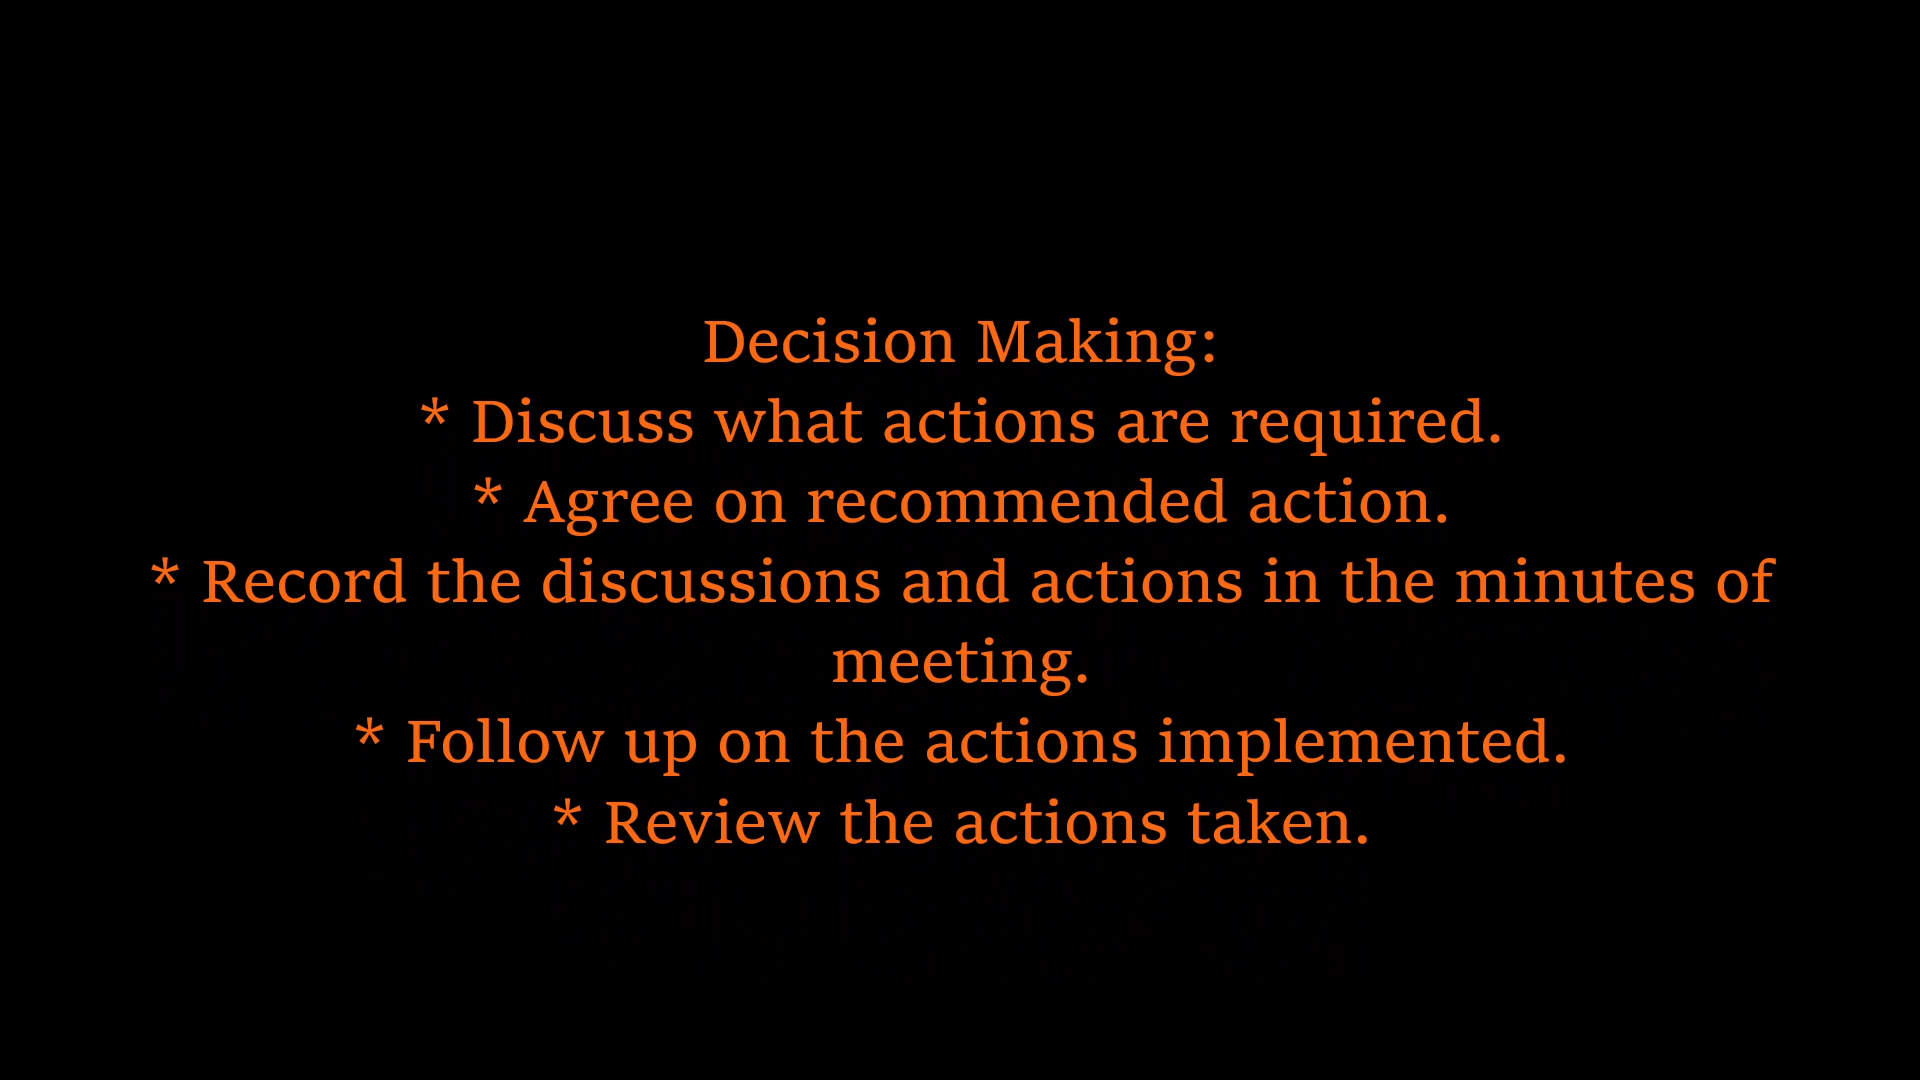 Decision Making:
* Discuss what actions are required.
* Agree on recommended action.
* Record the discussions and actions in the minutes of
meeting.
* Follow up on the actions implemented.
* Review the actions taken.